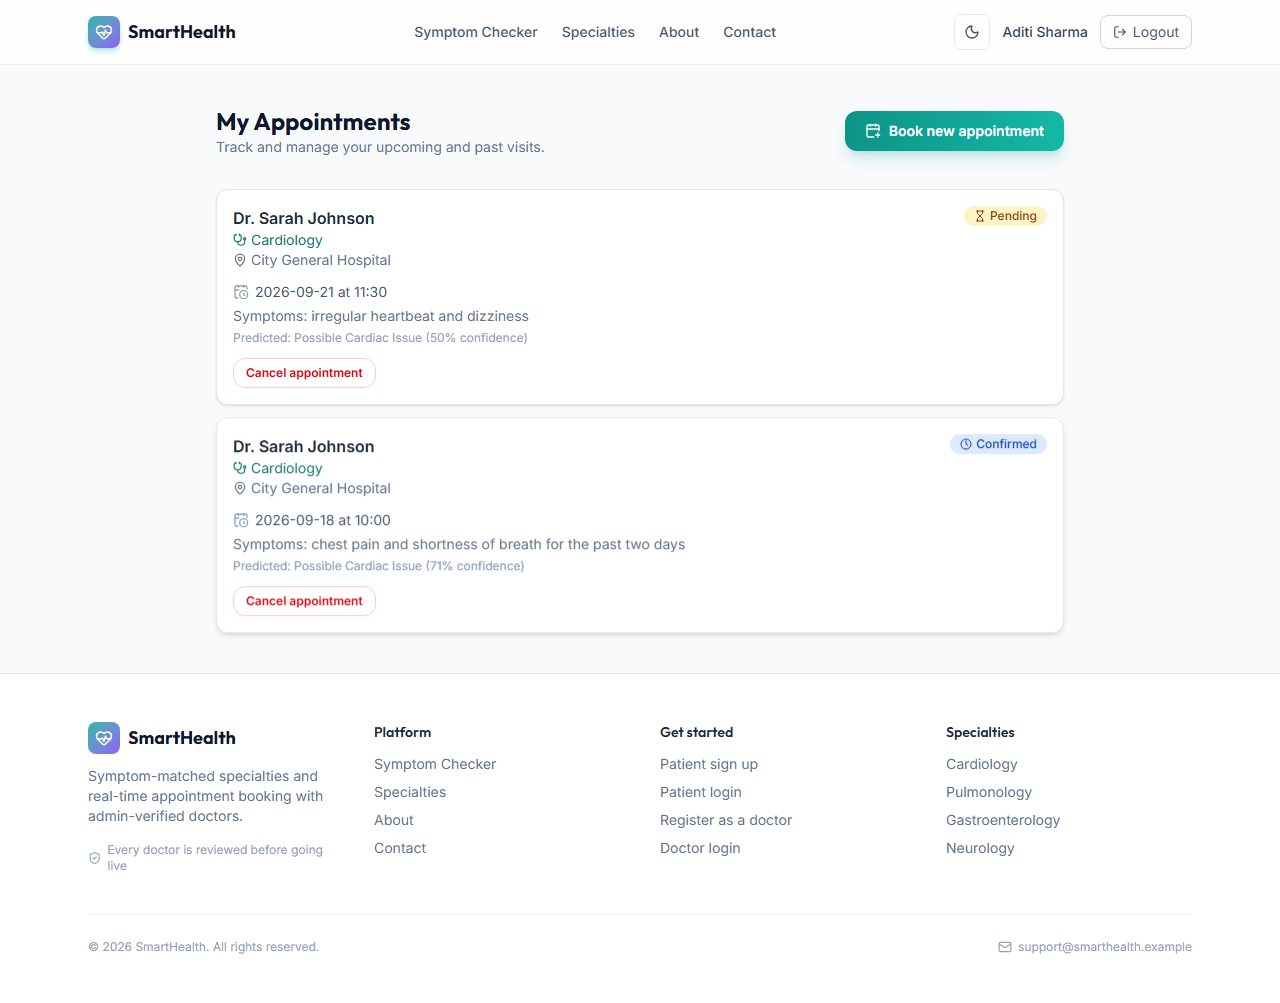 SmartHealth
Symptom Checker
Specialties
About
Contact
Aditi Sharma
Logout
My Appointments
Track and manage your upcoming and past visits.
Book new appointment
Dr. Sarah Johnson
Pending
Cardiology
City General Hospital
2026-09-21 at 11:30
Symptoms: irregular heartbeat and dizziness
Predicted: Possible Cardiac Issue (50% confidence)
Cancel appointment
Dr. Sarah Johnson
Confirmed
Cardiology
City General Hospital
2026-09-18 at 10:00
Symptoms: chest pain and shortness of breath for the past two days
Predicted: Possible Cardiac Issue (71% confidence)
Cancel appointment
SmartHealth
Symptom-matched specialties and
real-time appointment booking with
admin-verified doctors.
Every doctor is reviewed before going
live
Platform
Symptom Checker
Specialties
About
Contact
Get started
Patient sign up
Patient login
Register as a doctor
Doctor login
Specialties
Cardiology
Pulmonology
Gastroenterology
Neurology
© 2026 SmartHealth. All rights reserved.
support@smarthealth.example